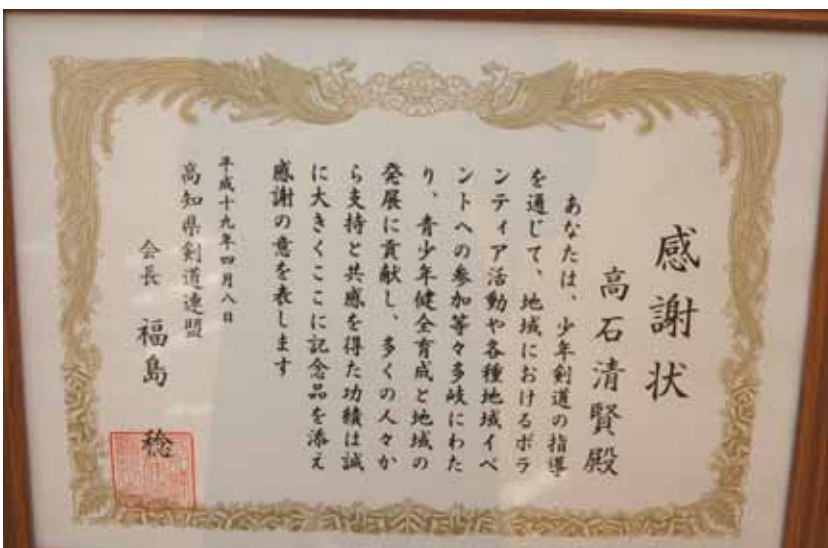 感謝状
高石清賢殿
あなたは、少年剣道の指導
を通じて、地域におけるボラ
ンティア活動や各種地域イベ
ントへの参加等々多岐にわた
り、青少年健全育成と地域の
発展に貢献し、多くの人々か
ら支持と共感を得た功績は誠
に大きくここに記念品を添え
感謝の意を表します
平成十九年四月八日
高知県剣道連盟
会長 福島 稔